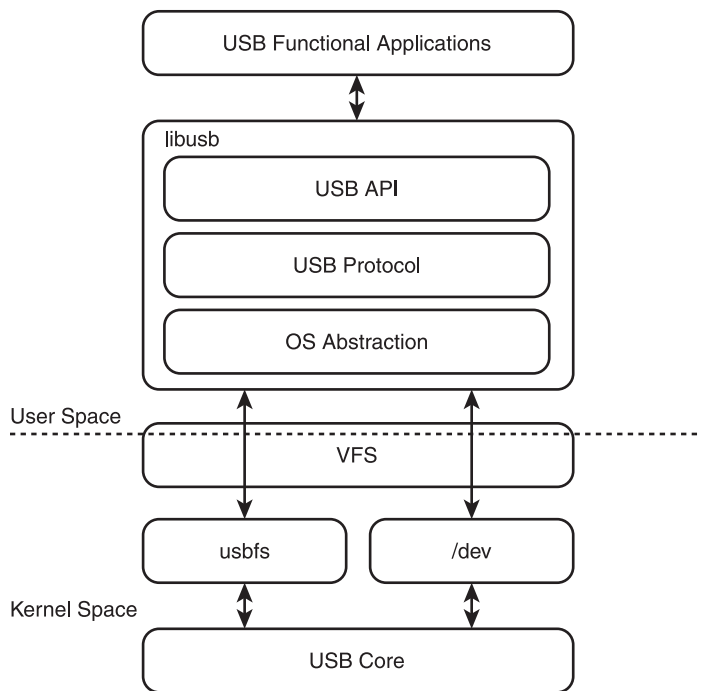 USB Functional Applications
libusb
USB API
USB Protocol
OS Abstraction
User Space
VFS
usbfs
/dev
Kernel Space
USB Core